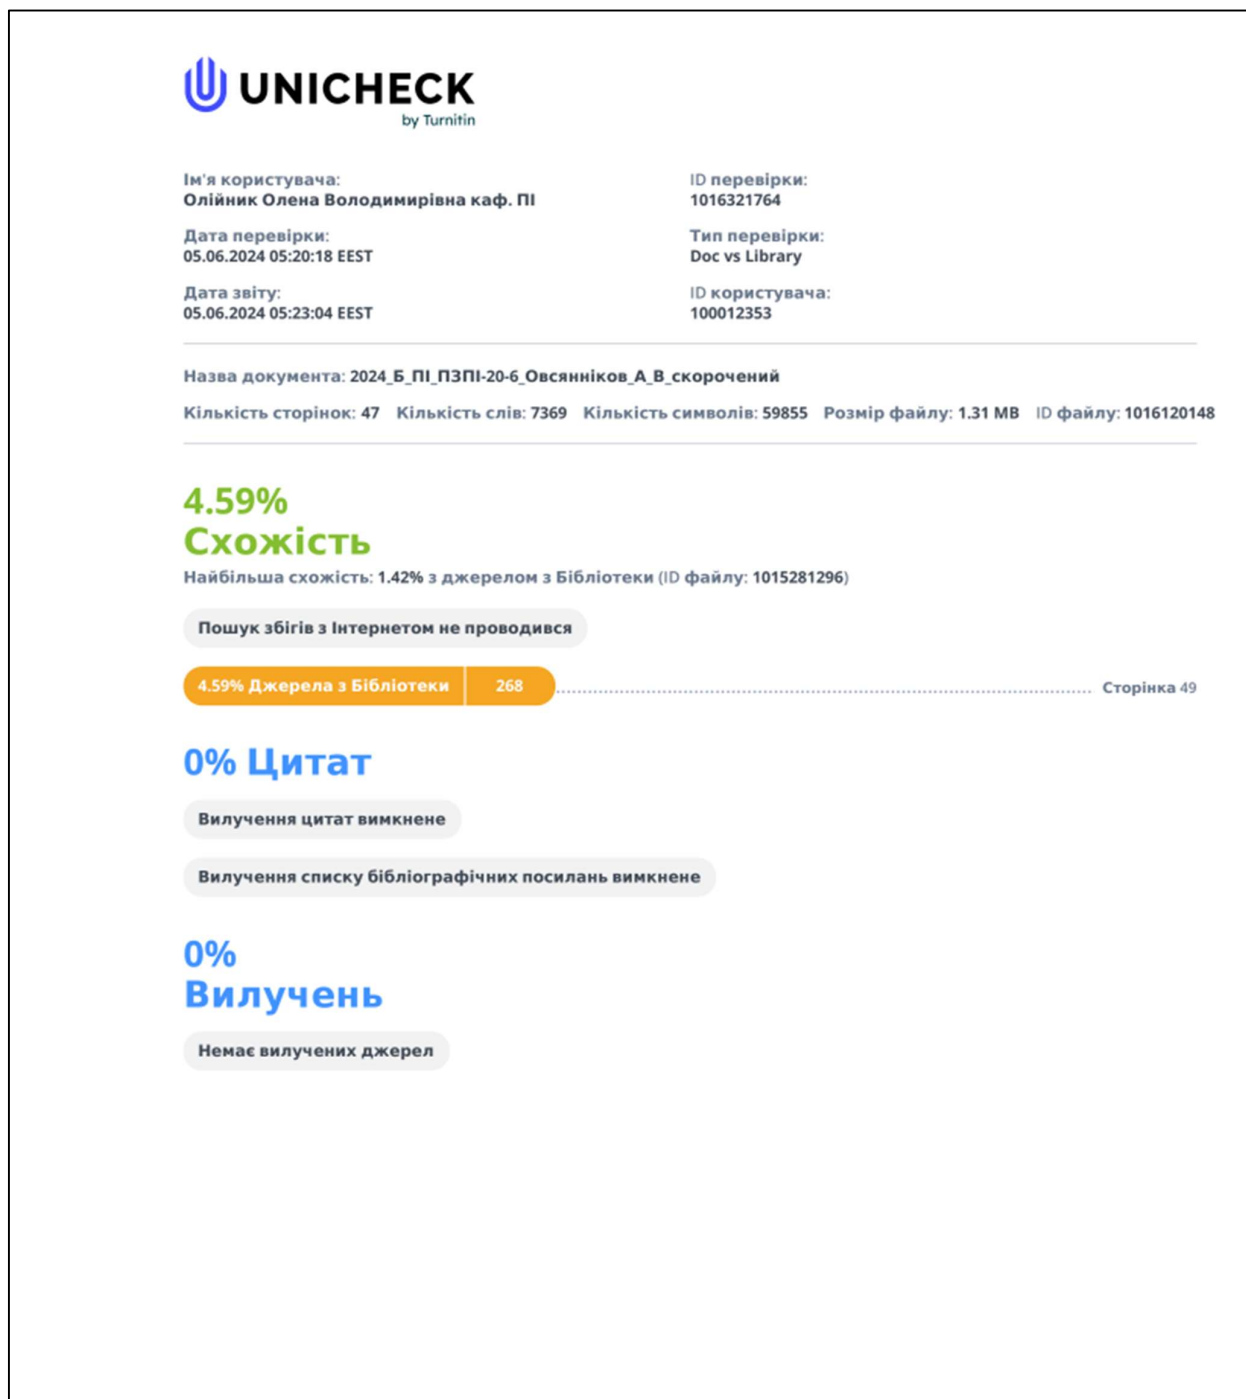 UNICHECK
by Turnitin
Ім'я користувача:
Олійник Олена Володимирівна каф. ПІ
ID перевірки:
1016321764
Дата перевірки:
05.06.2024 05:20:18 EEST
Тип перевірки:
Doc vs Library
Дата звіту:
05.06.2024 05:23:04 EEST
ID користувача:
100012353
Назва документа: 2024_Б_ПІ_ПЗПІ-20-6_Овсянніков_А_В_скорочений
Кількість сторінок: 47 Кількість слів: 7369 Кількість символів: 59855 Розмір файлу: 1.31 MB ID файлу: 1016120148
4.59%
Схожість
Найбільша схожість: 1.42% з джерелом з Бібліотеки (ID файлу: 1015281296)
Пошук збігів з Інтернетом не проводився
4.59% Джерела з Бібліотеки 268 Сторінка 49
0% Цитат
Вилучення цитат вимкнене
Вилучення списку бібліографічних посилань вимкнене
0%
Вилучень
Немає вилучених джерел